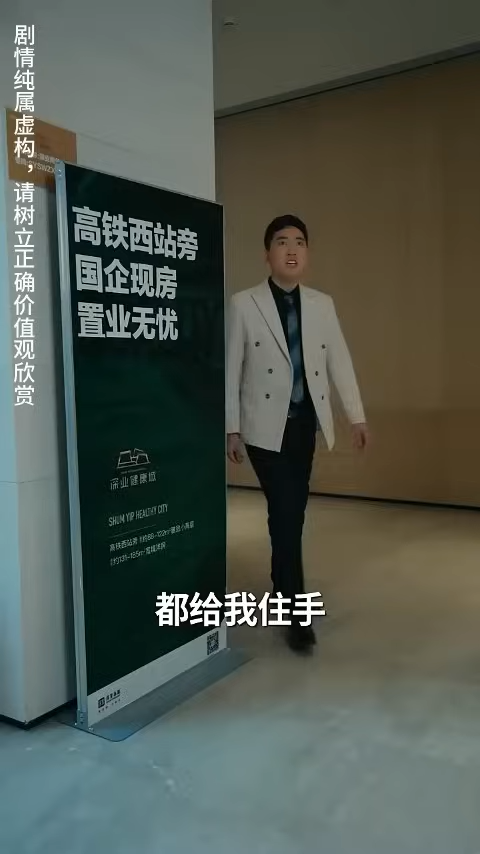 剧情纯属虚构，请树立正确价值观欣赏
高铁西站旁
国企现房
置业无忧
深业健康城
SHUM YIP HEALTHY CITY
都给我住手